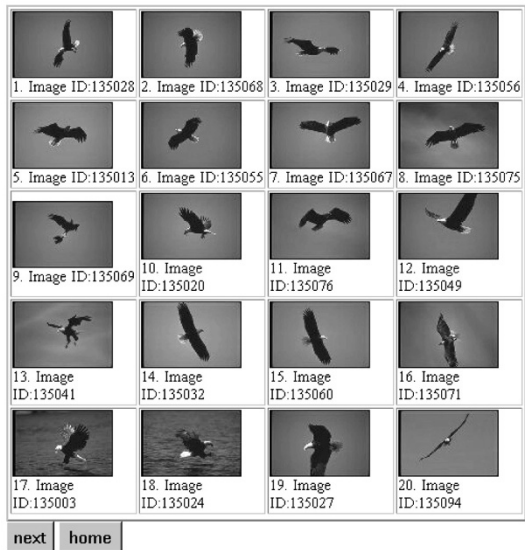 1. Image ID:135028
2. Image ID:135068
3. Image ID:135029
4. Image ID:135056
5. Image ID:135013
6. Image ID:135055
7. Image ID:135067
8. Image ID:135075
9. Image ID:135069
10. Image
ID:135020
11. Image
ID:135076
12. Image
ID:135049
13. Image
ID:135041
14. Image
ID:135032
15. Image
ID:135060
16. Image
ID:135071
17. Image
ID:135003
18. Image
ID:135024
19. Image
ID:135027
20. Image
ID:135094
next
home